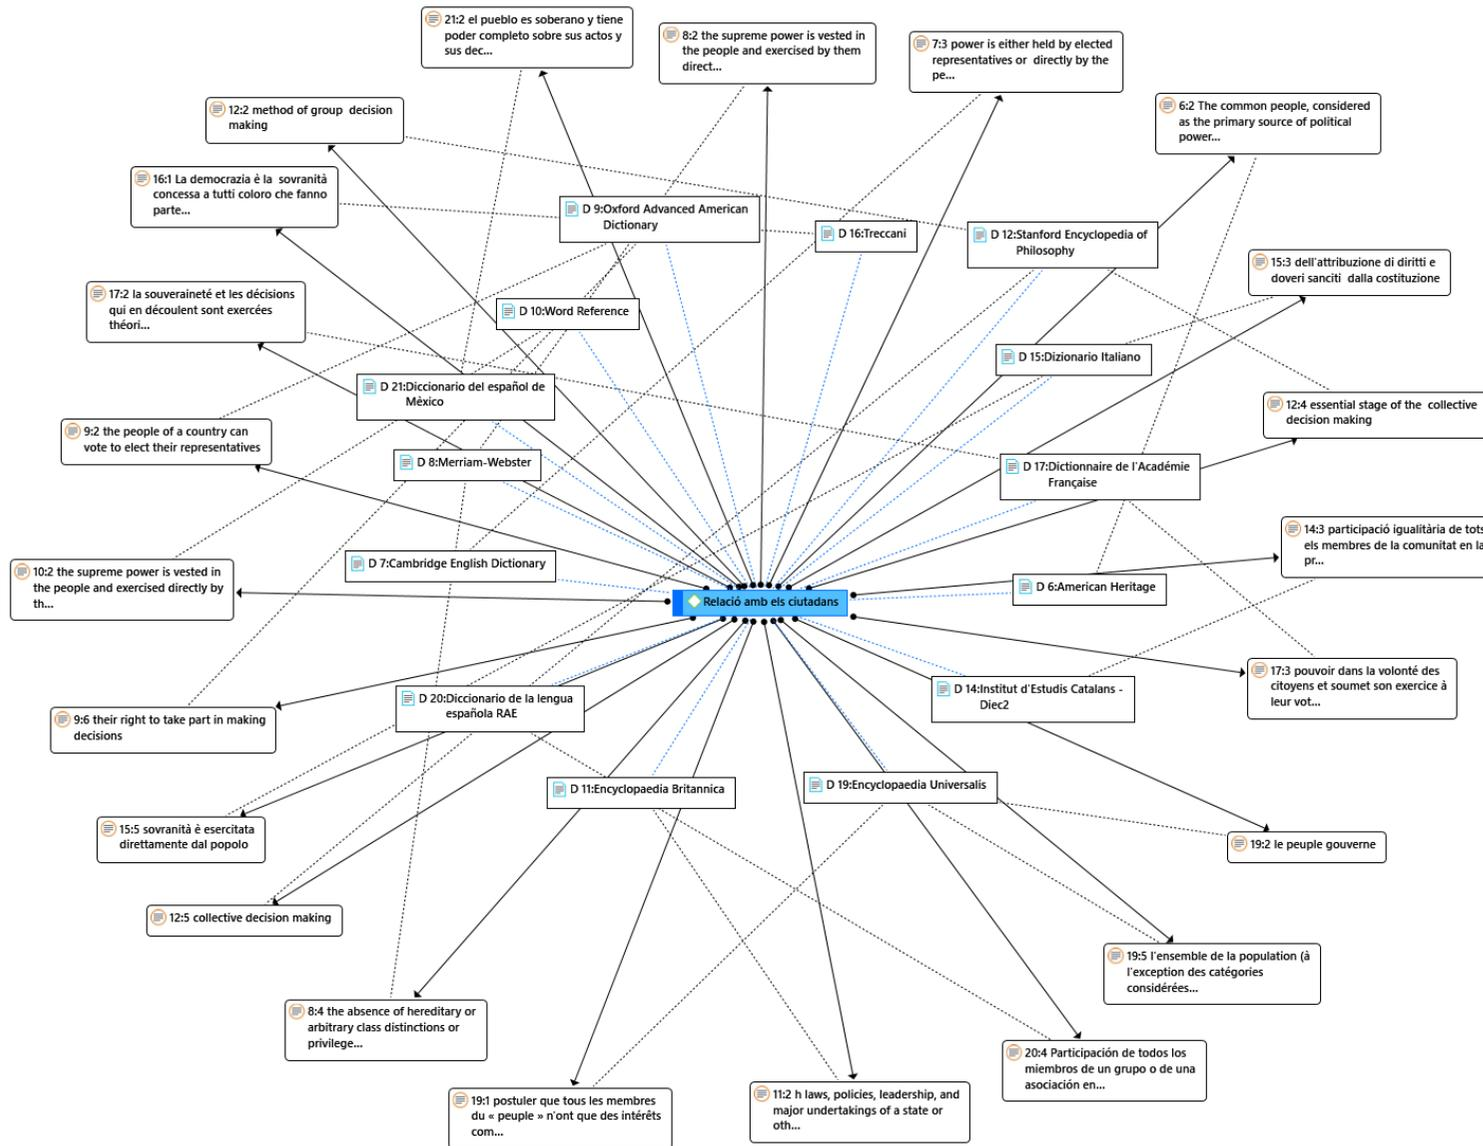 21:2 el pueblo es soberano y tiene
poder completo sobre sus actos y
sus dec...
8:2 the supreme power is vested in
the people and exercised by them
direct...
7:3 power is either held by elected
representatives or directly by the
pe...
12:2 method of group decision
making
6:2 The common people, considered
as the primary source of political
power...
16:1 La democrazia è la sovranità
concessa a tutti coloro che fanno
parte...
D 9:Oxford Advanced American
Dictionary
D 16:Treccani
D 12:Stanford Encyclopedia of
Philosophy
15:3 dell'attribuzione di diritti e
doveri sanciti dalla costituzione
17:2 la souveraineté et les décisions
qui en découlent sont exercées
théori...
D 10:Word Reference
D 15:Dizionario Italiano
D 21:Diccionario del español de
Mèxico
12:4 essential stage of the collective
decision making
9:2 the people of a country can
vote to elect their representatives
D 8:Merriam-Webster
D 17:Dictionnaire de l'Académie
Française
14:3 participació igualitària de tots
els membres de la comunitat en la
pr...
10:2 the supreme power is vested in
the people and exercised directly by
th...
D 7:Cambridge English Dictionary
D 6:American Heritage
Relació amb els ciutadans
17:3 pouvoir dans la volonté des
citoyens et soumet son exercice à
leur vot...
9:6 their right to take part in making
decisions
D 20:Diccionario de la lengua
española RAE
D 14:Institut d'Estudis Catalans -
Diec2
D 11:Encyclopaedia Britannica
D 19:Encyclopaedia Universalis
15:5 sovranità è esercitata
direttamente dal popolo
19:2 le peuple gouverne
12:5 collective decision making
19:5 l'ensemble de la population (à
l'exception des catégories
considérées...
8:4 the absence of hereditary or
arbitrary class distinctions or
privilege...
20:4 Participación de todos los
miembros de un grupo o de una
asociación en...
19:1 postuler que tous les membres
du « peuple » n'ont que des intérêts
com...
11:2 h laws, policies, leadership, and
major undertakings of a state or
oth...